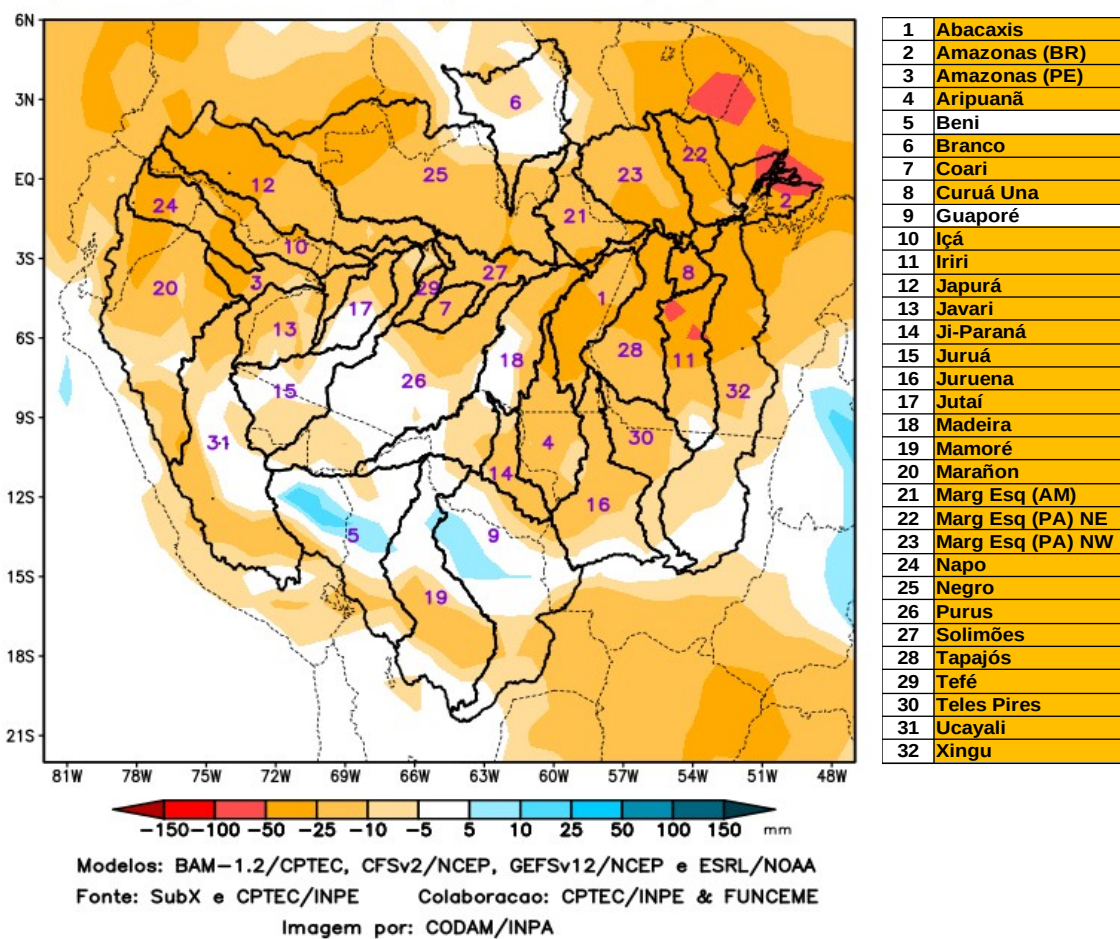 6N
3N
EQ
3S
6S
9S
12S
15S
18S
21S
81W 78W 75W 72W 69W 66W 63W 60W 57W 54W 51W 48W
6
22
23
25
12
24
2
21
10
27
8
3
20
29
7
1
17
13
28
11
18
26
15
32
30
31
4
14
16
5
9
19
-150 -100 -50 -25 -10 -5 5 10 25 50 100 150 mm
Modelos: BAM-1.2/CPTEC, CFSv2/NCEP, GEFSv12/NCEP e ESRL/NOAA
Fonte: SubX e CPTEC/INPE Colaboracao: CPTEC/INPE & FUNCEME
Imagem por: CODAM/INPA
1 Abacaxis
2 Amazonas (BR)
3 Amazonas (PE)
4 Aripuanã
5 Beni
6 Branco
7 Coari
8 Curuá Una
9 Guaporé
10 Içá
11 Iriri
12 Japurá
13 Javari
14 Ji-Paraná
15 Juruá
16 Juruena
17 Jutaí
18 Madeira
19 Mamoré
20 Marañon
21 Marg Esq (AM)
22 Marg Esq (PA) NE
23 Marg Esq (PA) NW
24 Napo
25 Negro
26 Purus
27 Solimões
28 Tapajós
29 Tefé
30 Teles Pires
31 Ucayali
32 Xingu